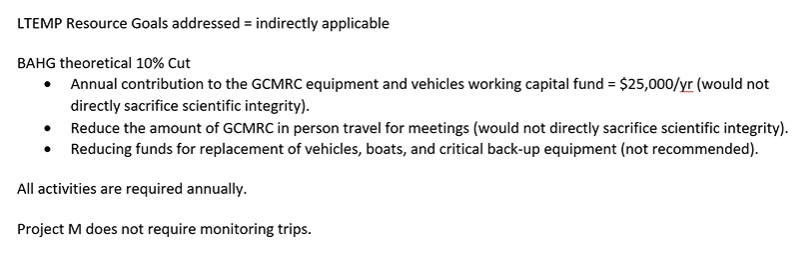 LTEMP Resource Goals addressed = indirectly applicable
BAHG theoretical 10% Cut
• Annual contribution to the GCMRC equipment and vehicles working capital fund = $25,000/yr (would not
directly sacrifice scientific integrity).
• Reduce the amount of GCMRC in person travel for meetings (would not directly sacrifice scientific integrity).
• Reducing funds for replacement of vehicles, boats, and critical back-up equipment (not recommended).
All activities are required annually.
Project M does not require monitoring trips.